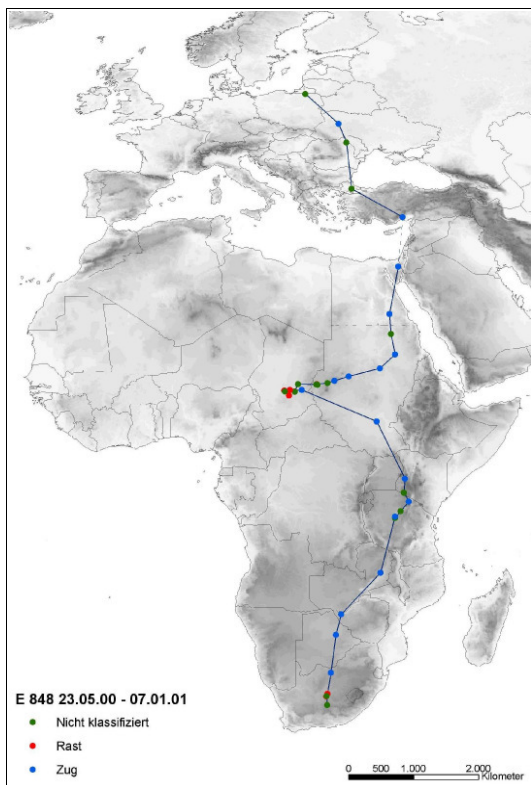 E 848 23.05.00 - 07.01.01
Nicht klassifiziert
Rast
Zug
0 500 1.000 2.000
Kilometer